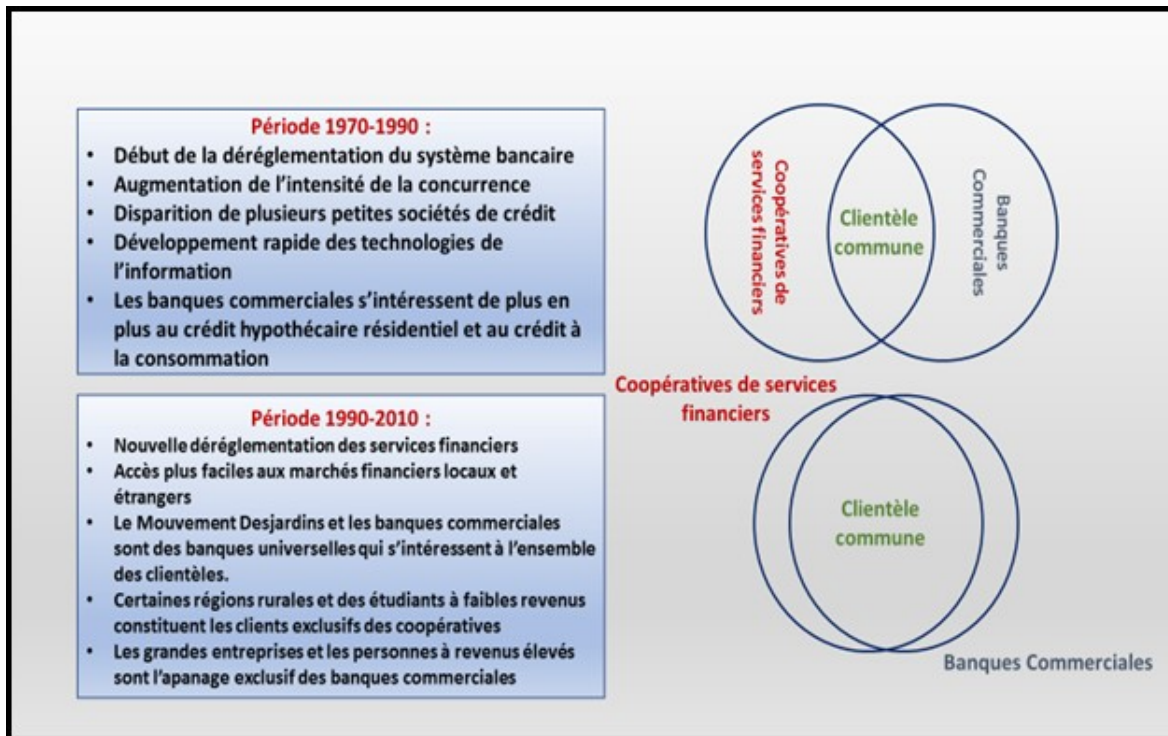 Période 1970-1990 :
• Début de la déréglementation du système bancaire
• Augmentation de l'intensité de la concurrence
• Disparition de plusieurs petites sociétés de crédit
• Développement rapide des technologies de
l'information
• Les banques commerciales s'intéressent de plus en
plus au crédit hypothécaire résidentiel et au crédit à
la consommation
Coopératives de
services financiers
Clientèle
commune
Banques
Commerciales
Période 1990-2010 :
• Nouvelle déréglementation des services financiers
• Accès plus faciles aux marchés financiers locaux et
étrangers
• Le Mouvement Desjardins et les banques commerciales
sont des banques universelles qui s'intéressent à l'ensemble
des clientèles.
• Certaines régions rurales et des étudiants à faibles revenus
constituent les clients exclusifs des coopératives
• Les grandes entreprises et les personnes à revenus élevés
sont l'apanage exclusif des banques commerciales
Coopératives de services
financiers
Clientèle
commune
Banques Commerciales